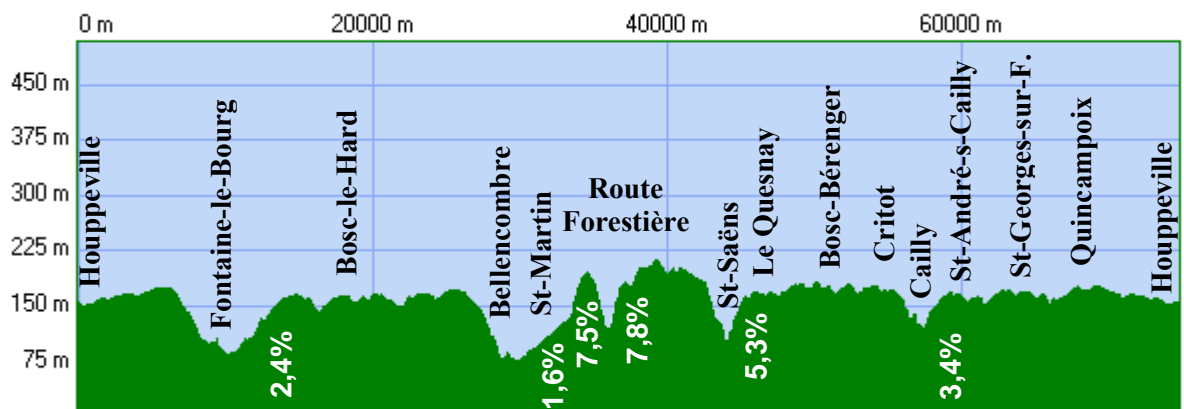 0 m
20000 m
40000 m
60000 m
450 m
375 m
300 m
225 m
150 m
75 m
Houppeville
Fontaine-le-Bourg
Bosc-le-Hard
Bellencombre
St-Martin
Route
Forestière
St-Saëns
Le Quesnay
Bosc-Bérenger
Critot
Cailly
St-André-s-Cailly
St-Georges-sur-F.
Quincampoix
Houppeville
2,4%
1,6%
7,5%
7,8%
5,3%
3,4%